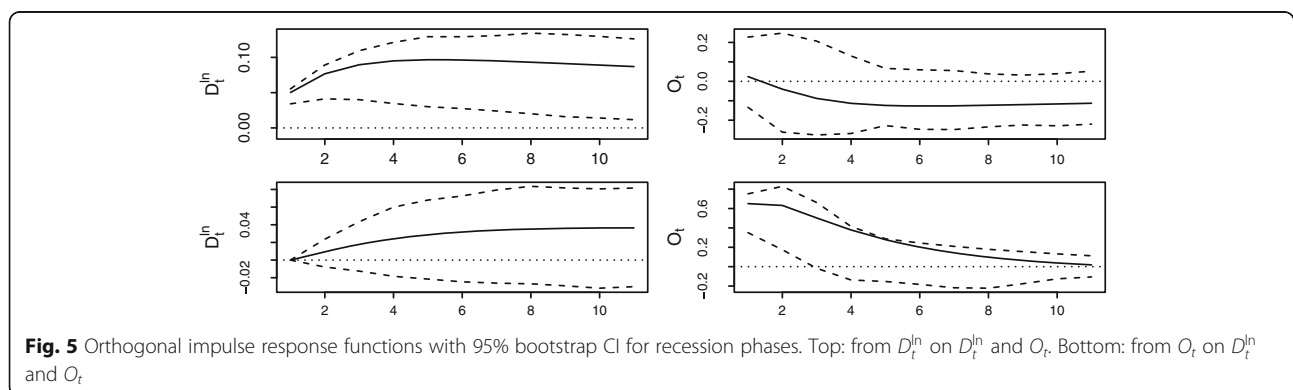 D_t^ln
0.00 0.10
2 4 6 8 10
O_t
−0.2 0.0 0.2
2 4 6 8 10
D_t^ln
−0.02 0.04
2 4 6 8 10
O_t
−0.2 0.2 0.6
2 4 6 8 10
Fig. 5 Orthogonal impulse response functions with 95% bootstrap CI for recession phases. Top: from D_t^ln on D_t^ln and O_t. Bottom: from O_t on D_t^ln
and O_t